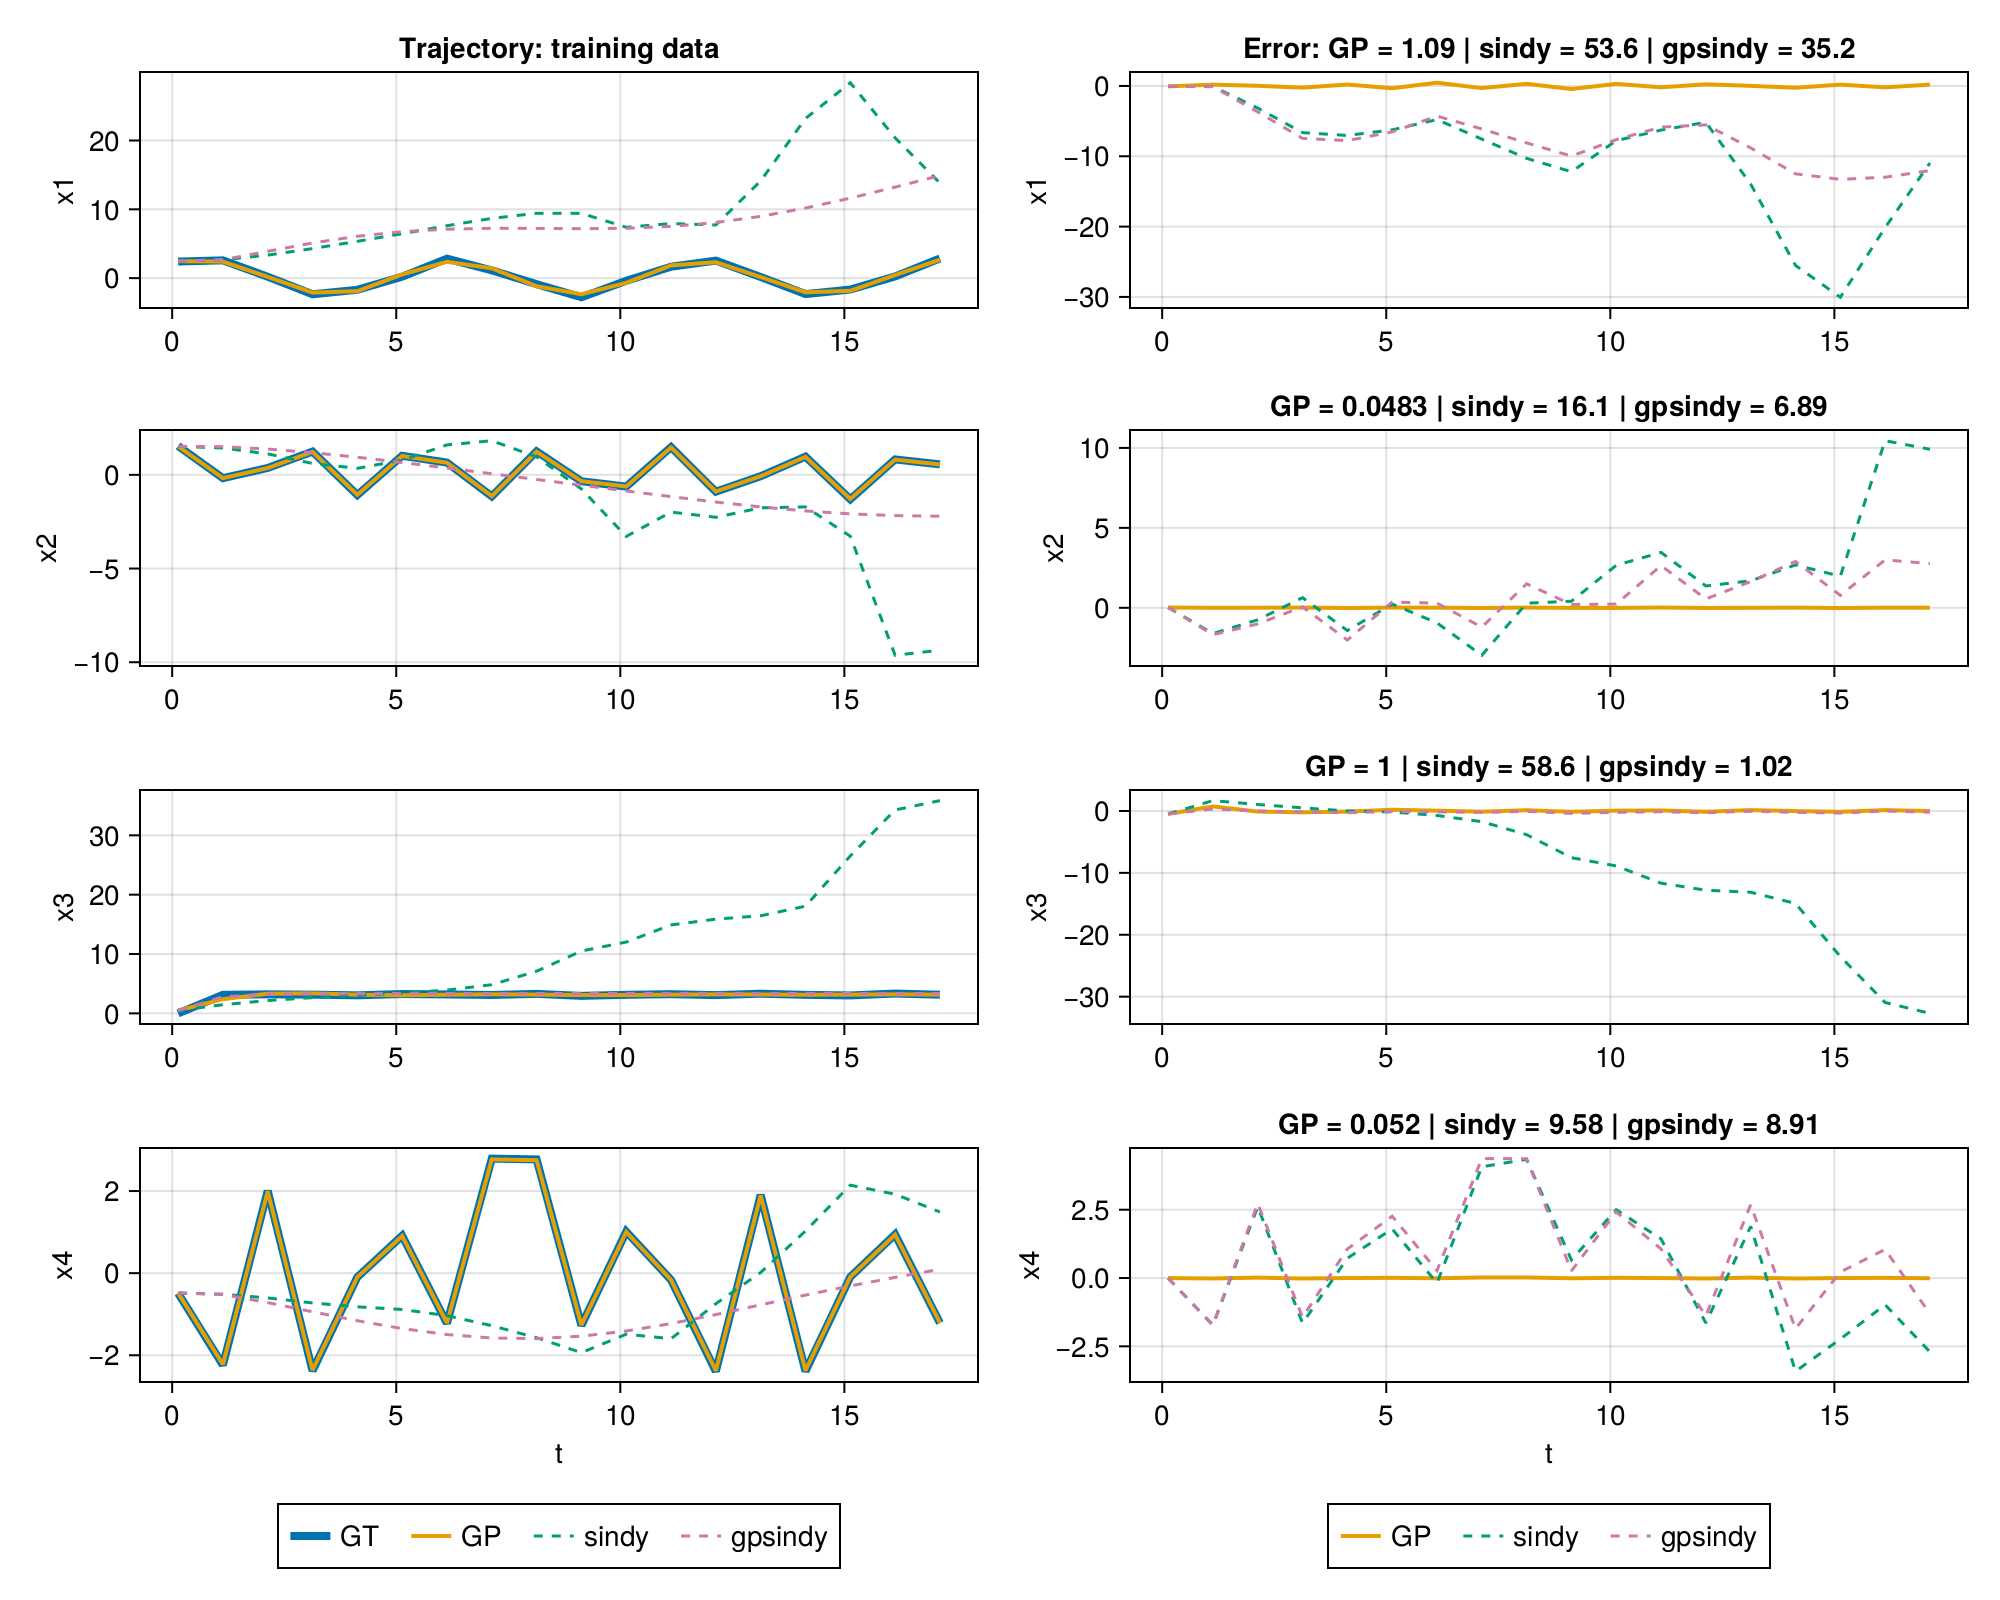 Trajectory: training data
x1
20
10
0
0 5 10 15
Error: GP = 1.09 | sindy = 53.6 | gpsindy = 35.2
x1
0
−10
−20
−30
0 5 10 15
x2
0
−5
−10
0 5 10 15
GP = 0.0483 | sindy = 16.1 | gpsindy = 6.89
x2
10
5
0
0 5 10 15
x3
30
20
10
0
0 5 10 15
GP = 1 | sindy = 58.6 | gpsindy = 1.02
x3
0
−10
−20
−30
0 5 10 15
x4
2
0
−2
0 5 10 15
t
GP = 0.052 | sindy = 9.58 | gpsindy = 8.91
x4
2.5
0.0
−2.5
0 5 10 15
t
GT GP sindy gpsindy
GP sindy gpsindy